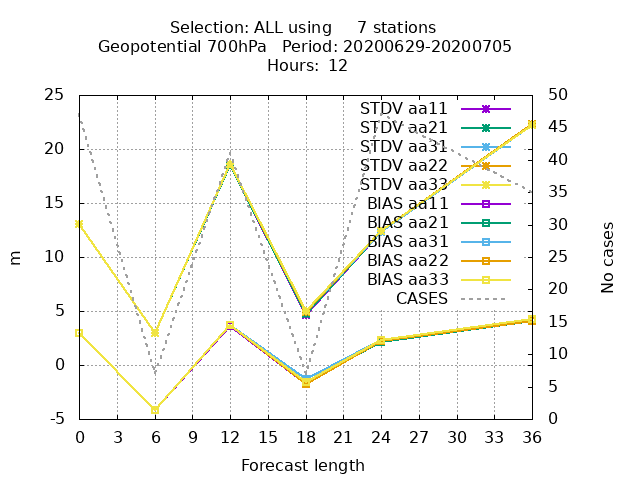 Selection: ALL using     7 stations
Geopotential 700hPa   Period: 20200629-20200705
Hours:  12
25
20
15
10
5
0
-5
m
50
45
40
35
30
25
20
15
10
5
0
No cases
STDV aa11
STDV aa21
STDV aa31
STDV aa22
STDV aa33
BIAS aa11
BIAS aa21
BIAS aa31
BIAS aa22
BIAS aa33
CASES
0 3 6 9 12 15 18 21 24 27 30 33 36
Forecast length